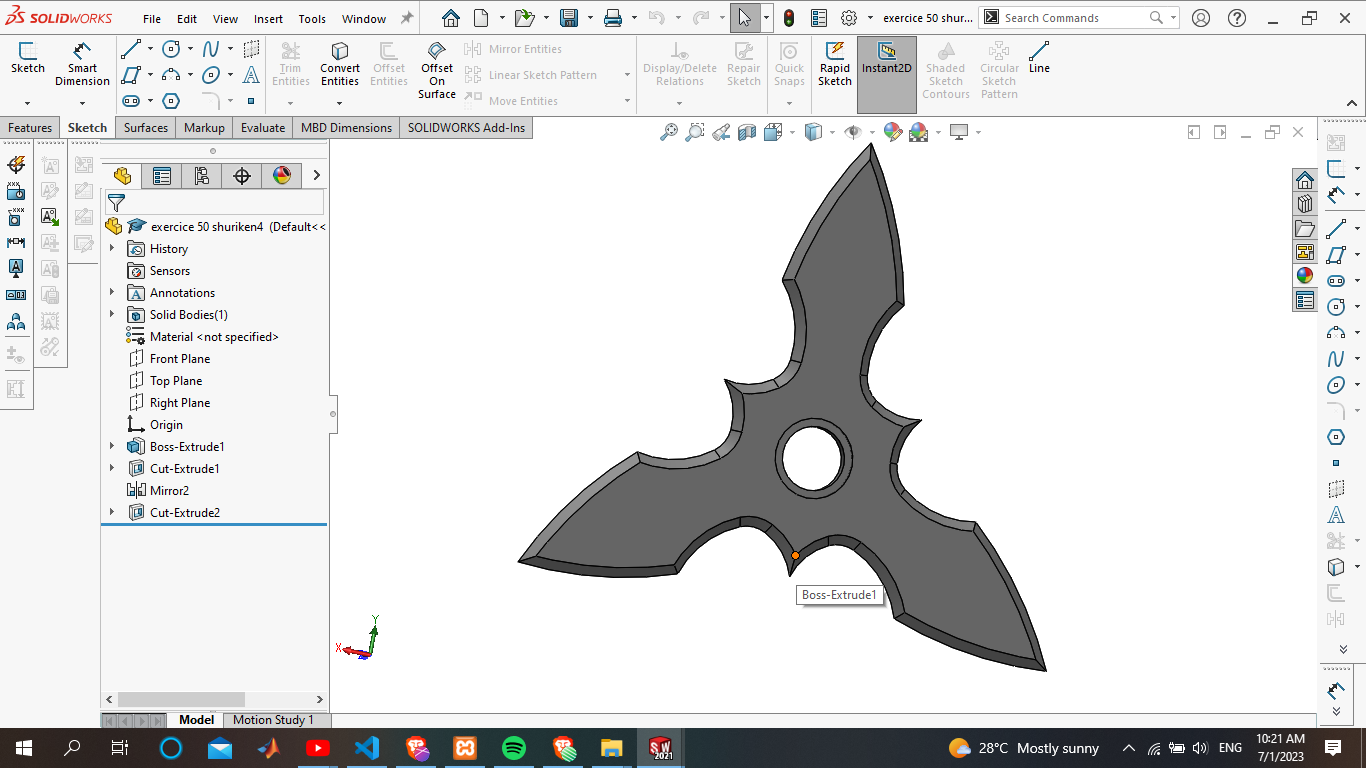 SOLIDWORKS File Edit Sketch View Insert Tools Window exercice 50 shur... Search Commands
Sketch Smart Dimension Trim Entities Convert Entities Offset Entities Offset On Surface Mirror Entities Linear Sketch Pattern Move Entities Display/Delete Relations Repair Sketch Quick Snaps Rapid Sketch Instant2D Shaded Sketch Contours Circular Sketch Pattern Line
Features Sketch Surfaces Markup Evaluate MBD Dimensions SOLIDWORKS Add-Ins
exercice 50 shuriken4 (Default<<
History
Sensors
Annotations
Solid Bodies(1)
Material <not specified>
Front Plane
Top Plane
Right Plane
Origin
Boss-Extrude1
Cut-Extrude1
Mirror2
Cut-Extrude2
Boss-Extrude1
Y
X
Model Motion Study 1
SW 2021 28°C Mostly sunny ENG 10:21 AM
7/1/2023